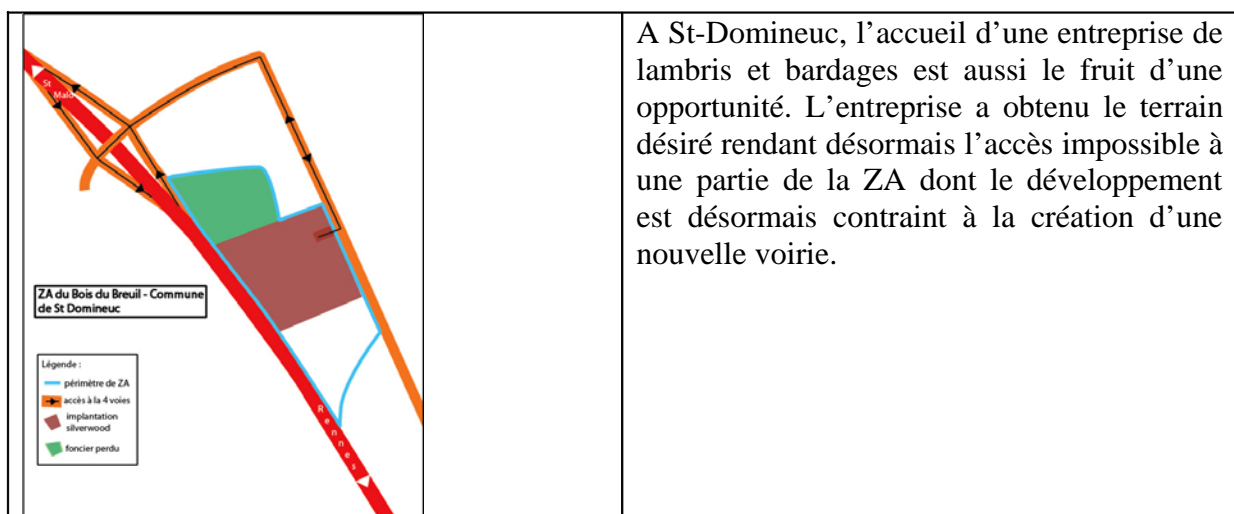 St
Malo
ZA du Bois du Breuil - Commune
de St Domineuc
Légende :
périmètre de ZA
accès à la 4 voies
implantation
silverwood
foncier perdu
Rennes
A St-Domineuc, l’accueil d’une entreprise de
lambris et bardages est aussi le fruit d’une
opportunité. L’entreprise a obtenu le terrain
désiré rendant désormais l’accès impossible à
une partie de la ZA dont le développement
est désormais contraint à la création d’une
nouvelle voirie.